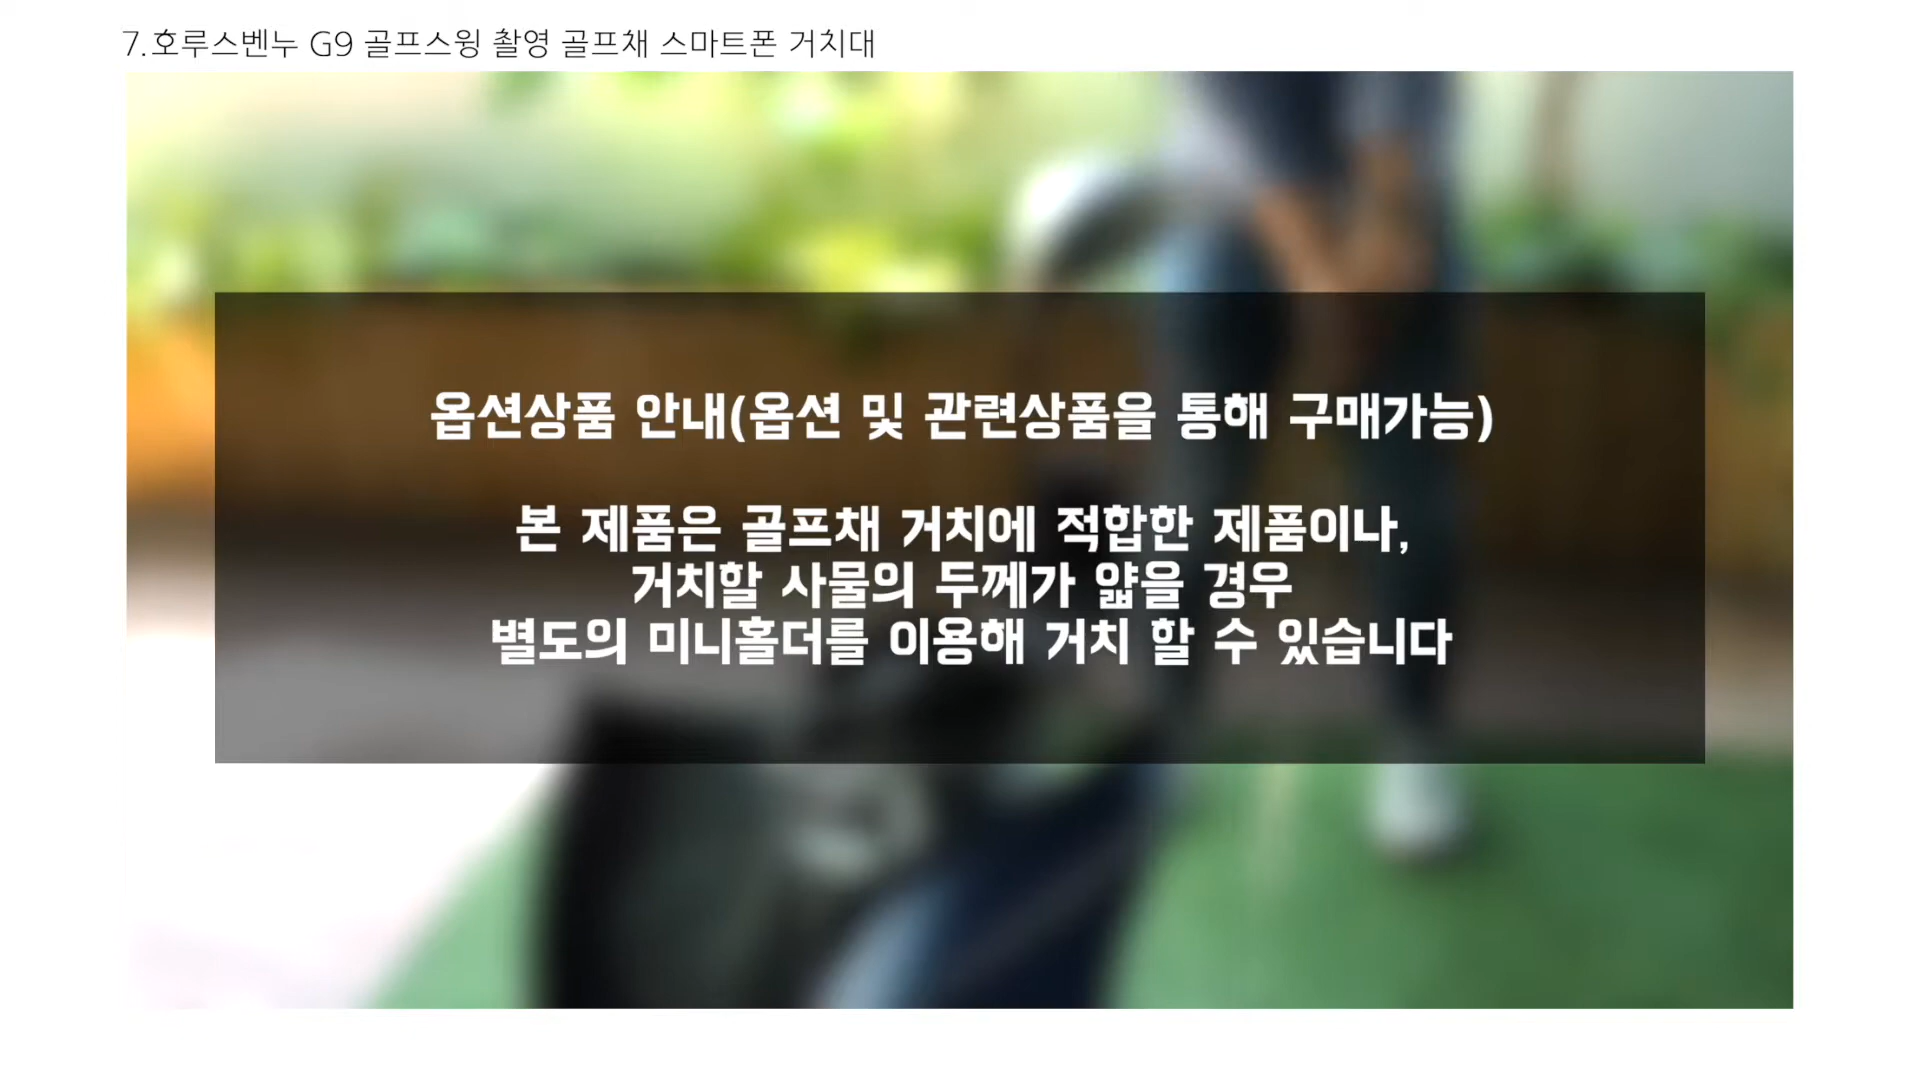 7.호루스벤누 G9 골프스윙 촬영 골프채 스마트폰 거치대
옵션상품 안내(옵션 및 관련상품을 통해 구매가능)
본 제품은 골프채 거치에 적합한 제품이나,
거치할 사물의 두께가 얇을 경우
별도의 미니홀더를 이용해 거치 할 수 있습니다